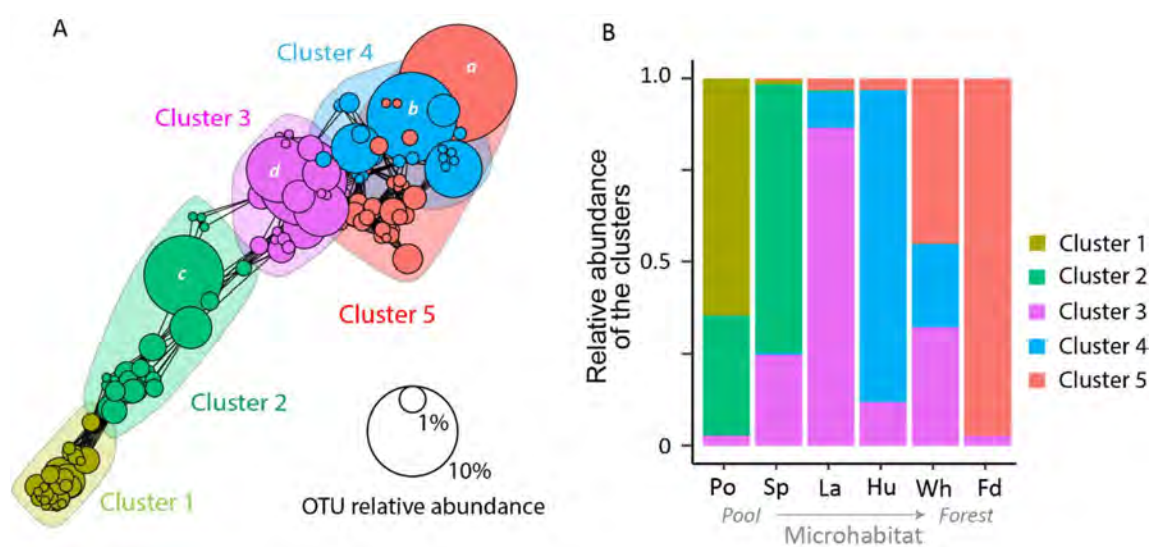 A
Cluster 4
a
b
Cluster 3
d
c
Cluster 5
Cluster 2
1%
10%
Cluster 1
OTU relative abundance
B
Relative abundance
of the clusters
1.0
0.5
0
Po Sp La Hu Wh Fd
Pool Forest
Microhabitat
Cluster 1
Cluster 2
Cluster 3
Cluster 4
Cluster 5